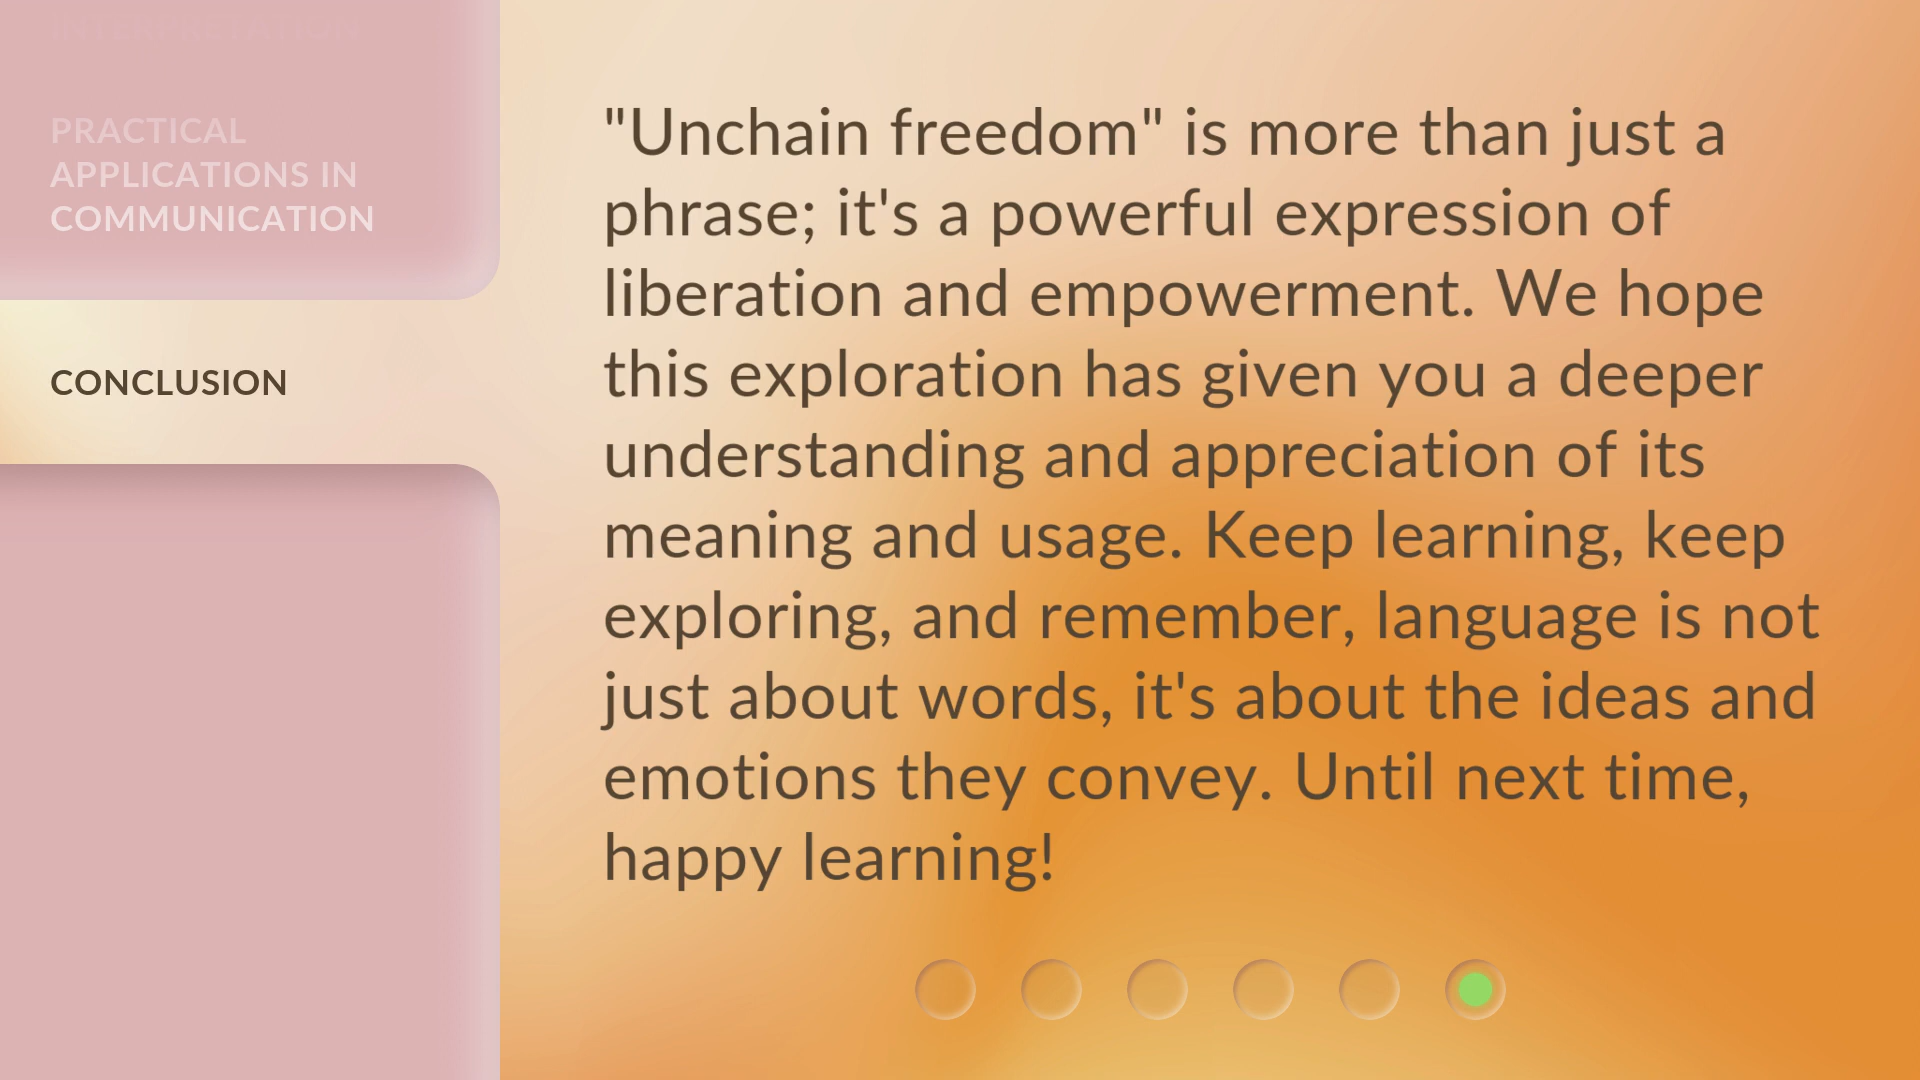 INTERPRETATION
PRACTICAL
APPLICATIONS IN
COMMUNICATION
CONCLUSION
"Unchain freedom" is more than just a
phrase; it's a powerful expression of
liberation and empowerment. We hope
this exploration has given you a deeper
understanding and appreciation of its
meaning and usage. Keep learning, keep
exploring, and remember, language is not
just about words, it's about the ideas and
emotions they convey. Until next time,
happy learning!